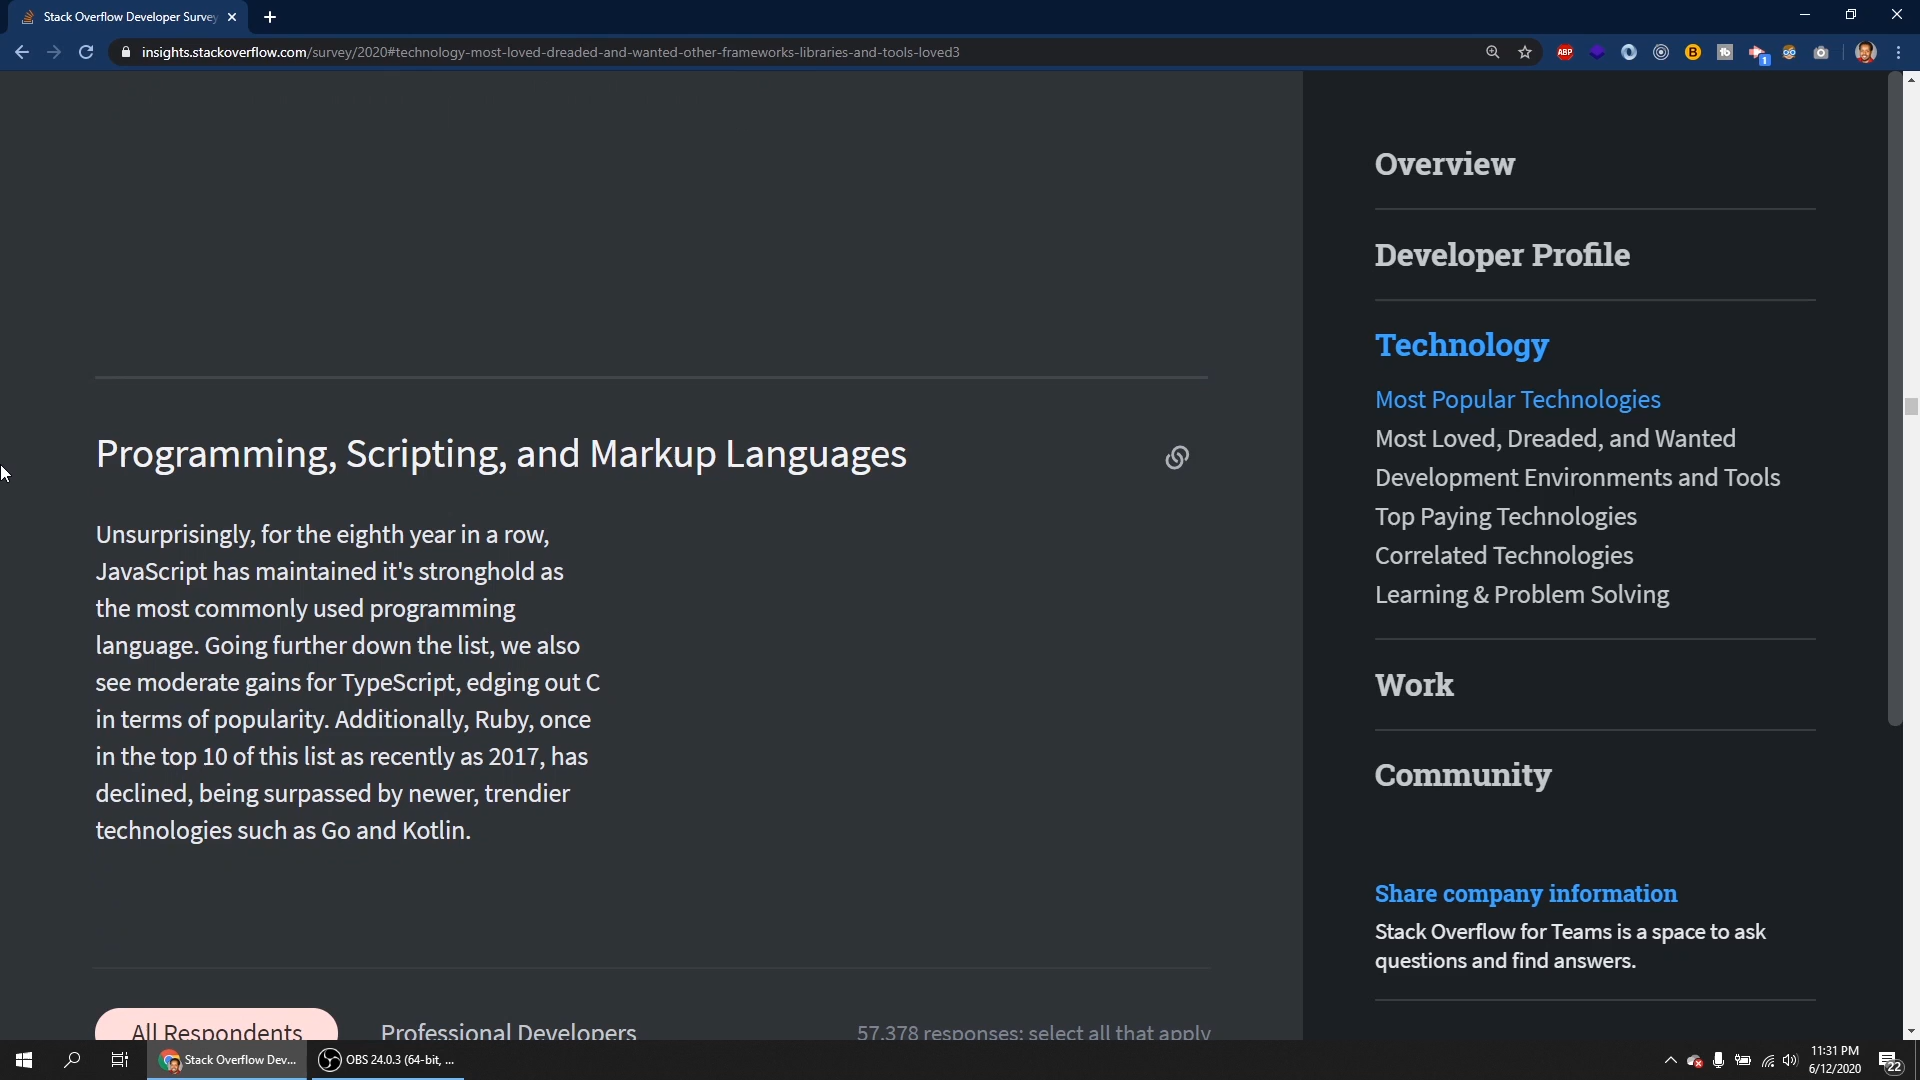 Stack Overflow Developer Survey
insights.stackoverflow.com/survey/2020#technology-most-loved-dreaded-and-wanted-other-frameworks-libraries-and-tools-loved3
ABP
B
tb
1
Programming, Scripting, and Markup Languages
Unsurprisingly, for the eighth year in a row,
JavaScript has maintained it's stronghold as
the most commonly used programming
language. Going further down the list, we also
see moderate gains for TypeScript, edging out C
in terms of popularity. Additionally, Ruby, once
in the top 10 of this list as recently as 2017, has
declined, being surpassed by newer, trendier
technologies such as Go and Kotlin.
All Respondents
Professional Developers
57,378 responses; select all that apply
Overview
Developer Profile
Technology
Most Popular Technologies
Most Loved, Dreaded, and Wanted
Development Environments and Tools
Top Paying Technologies
Correlated Technologies
Learning & Problem Solving
Work
Community
Share company information
Stack Overflow for Teams is a space to ask
questions and find answers.
Stack Overflow Dev...
OBS 24.0.3 (64-bit, ...
11:31 PM
6/12/2020
22